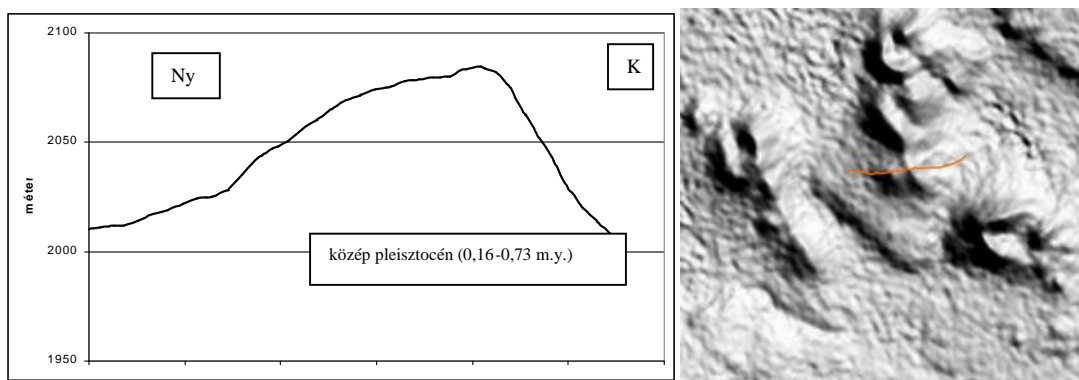 2100
Ny
K
2050
méter
2000
közép pleisztocén (0,16-0,73 m.y.)
1950